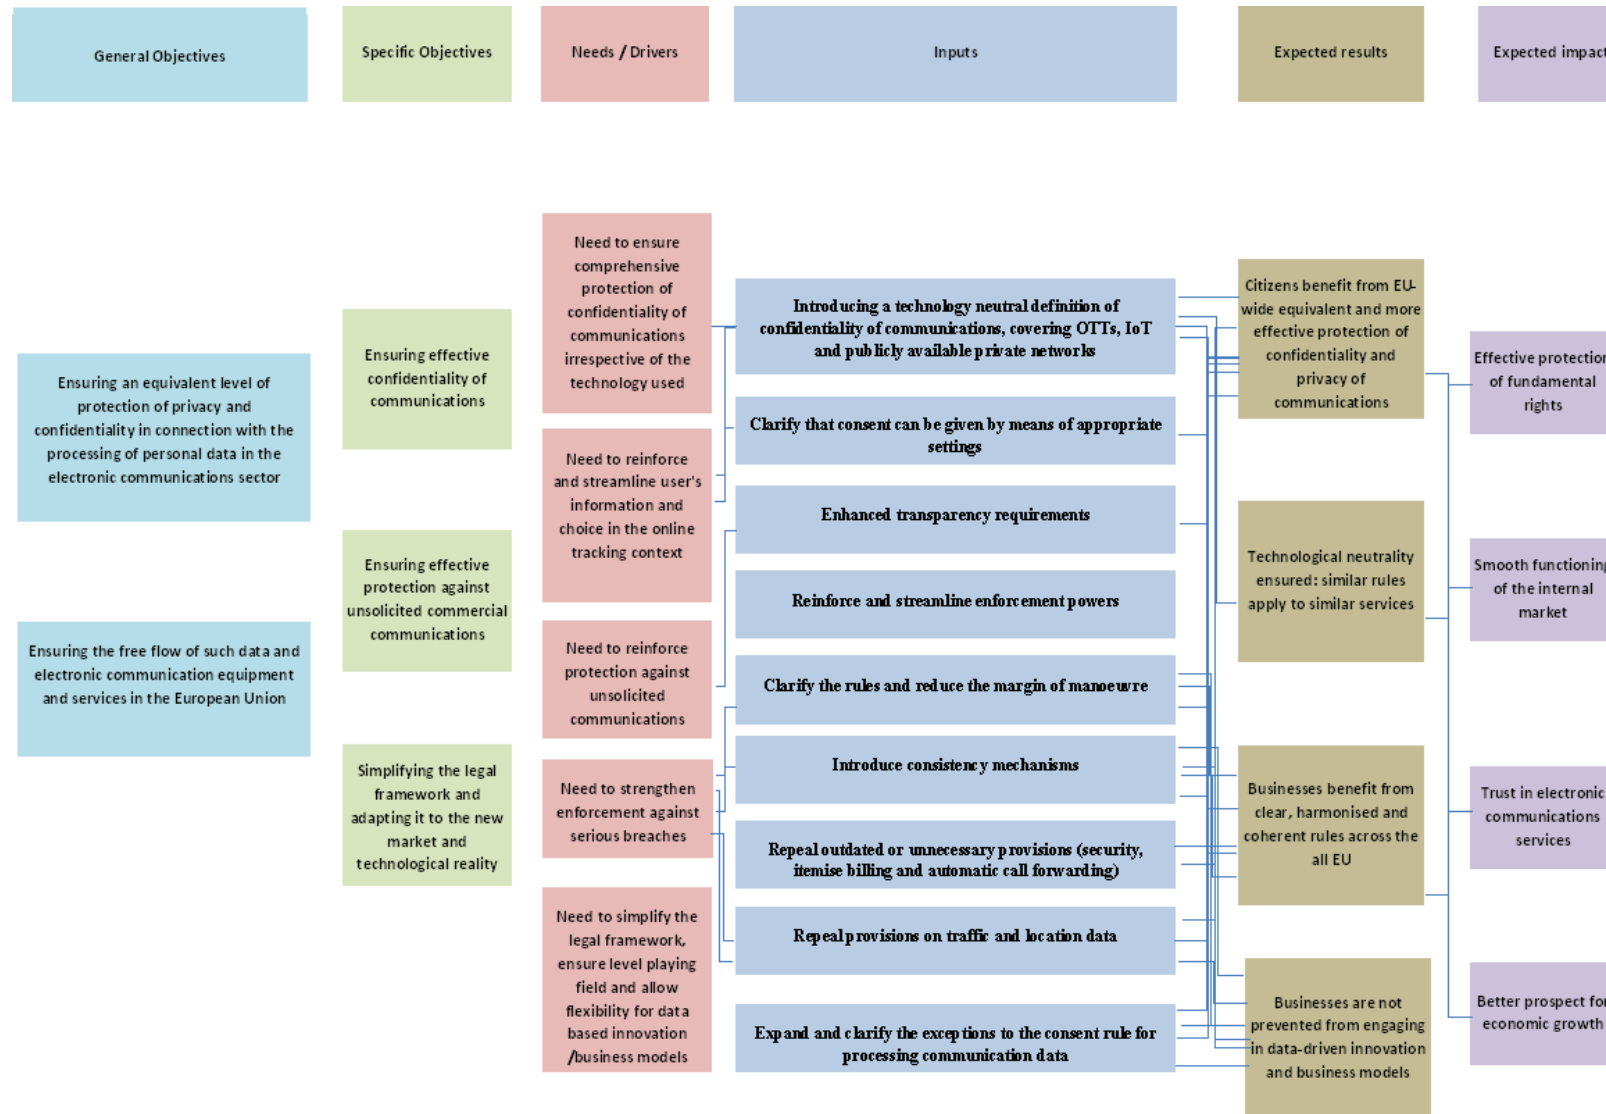 General Objectives
Specific Objectives
Needs / Drivers
Inputs
Expected results
Expected impact
Ensuring an equivalent level of
protection of privacy and
confidentiality in connection with the
processing of personal data in the
electronic communications sector
Ensuring the free flow of such data and
electronic communication equipment
and services in the European Union
Ensuring effective
confidentiality of
communications
Ensuring effective
protection against
unsolicited commercial
communications
Simplifying the legal
framework and
adapting it to the new
market and
technological reality
Need to ensure
comprehensive
protection of
confidentiality of
communications
irrespective of the
technology used
Need to reinforce
and streamline user's
information and
choice in the online
tracking context
Need to reinforce
protection against
unsolicited
communications
Need to strengthen
enforcement against
serious breaches
Need to simplify the
legal framework,
ensure level playing
field and allow
flexibility for data
based innovation
/business models
Introducing a technology neutral definition of
confidentiality of communications, covering OTTs, IoT
and publicly available private networks
Clarify that consent can be given by means of appropriate
settings
Enhanced transparency requirements
Reinforce and streamline enforcement powers
Clarify the rules and reduce the margin of manoeuvre
Introduce consistency mechanisms
Repeal outdated or unnecessary provisions (security,
itemise billing and automatic call forwarding)
Repeal provisions on traffic and location data
Expand and clarify the exceptions to the consent rule for
processing communication data
Citizens benefit from EU-
wide equivalent and more
effective protection of
confidentiality and
privacy of
communications
Technological neutrality
ensured: similar rules
apply to similar services
Businesses benefit from
clear, harmonised and
coherent rules across the
all EU
Businesses are not
prevented from engaging
in data-driven innovation
and business models
Effective protection
of fundamental
rights
Smooth functioning
of the internal
market
Trust in electronic
communications
services
Better prospect for
economic growth